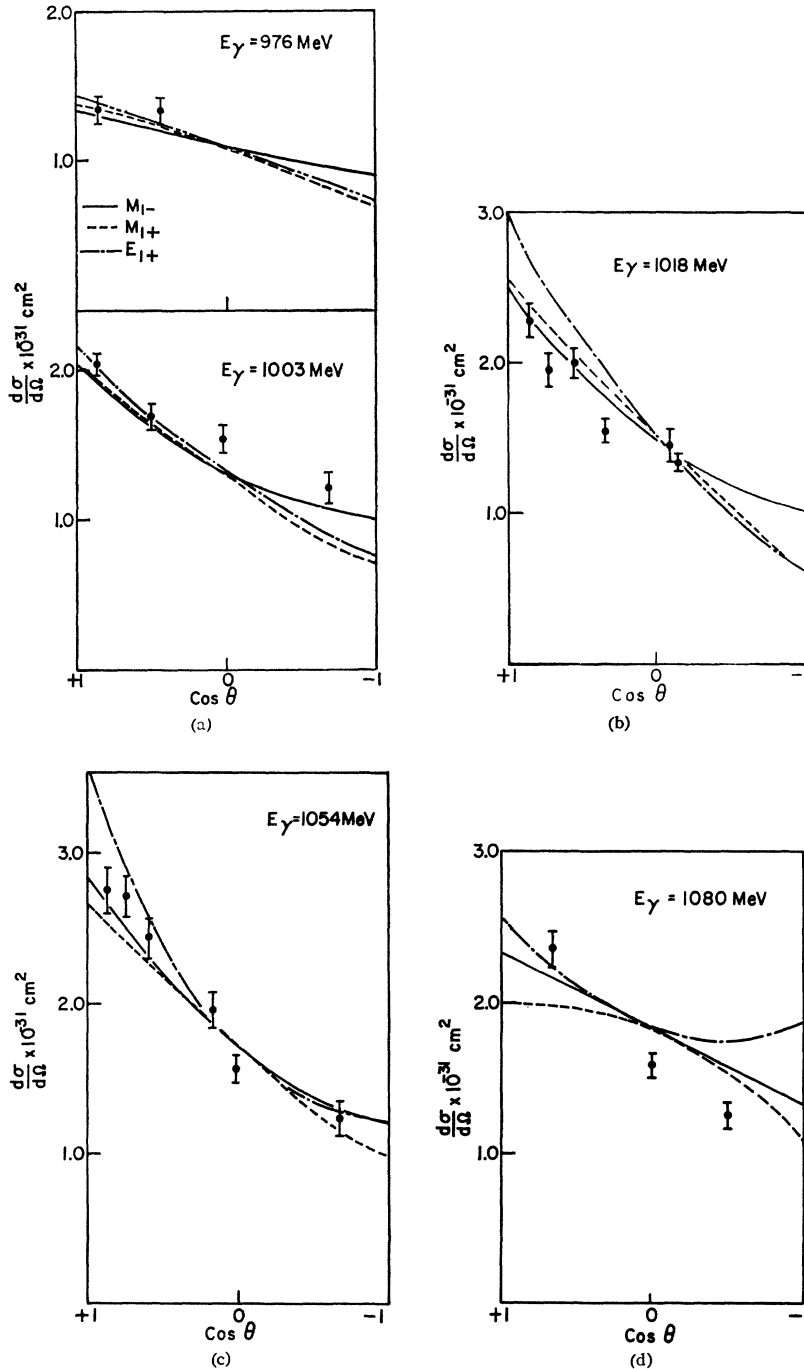 2.0
Eγ = 976 MeV
1.0
M1-
M1+
E1+
dσ/dΩ x 10^-31 cm^2
2.0
Eγ = 1003 MeV
1.0
+1 0 -1
Cos θ
(a)
3.0
Eγ = 1018 MeV
2.0
dσ/dΩ x 10^-31 cm^2
1.0
+1 0 -
Cos θ
(b)
Eγ = 1054 MeV
3.0
2.0
dσ/dΩ x 10^-31 cm^2
1.0
+1 0 -1
Cos θ
(c)
3.0
Eγ = 1080 MeV
2.0
dσ/dΩ x 10^-31 cm^2
1.0
+1 0 -1
Cos θ
(d)